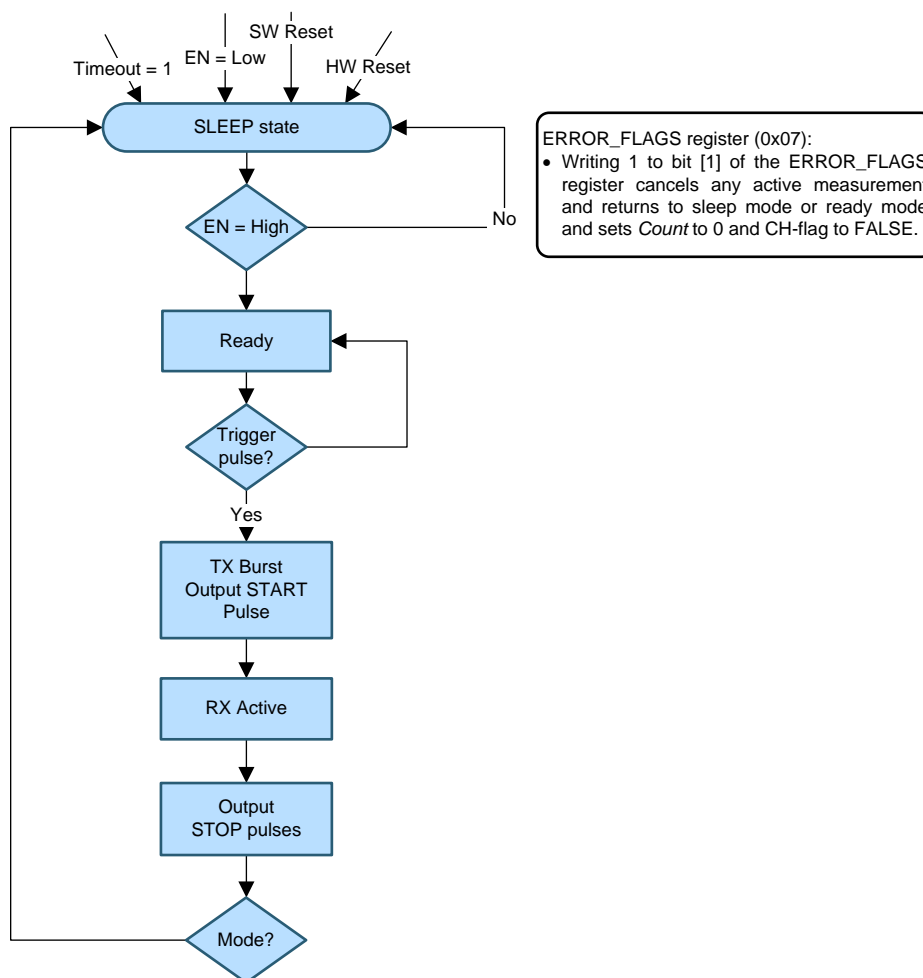 SW Reset
EN = Low
Timeout = 1
HW Reset
SLEEP state
EN = High
No
Ready
Trigger
pulse?
Yes
TX Burst
Output START
Pulse
RX Active
Output
STOP pulses
Mode?
ERROR_FLAGS register (0x07):
• Writing 1 to bit [1] of the ERROR_FLAGS
register cancels any active measurement
and returns to sleep mode or ready mode
and sets Count to 0 and CH-flag to FALSE.